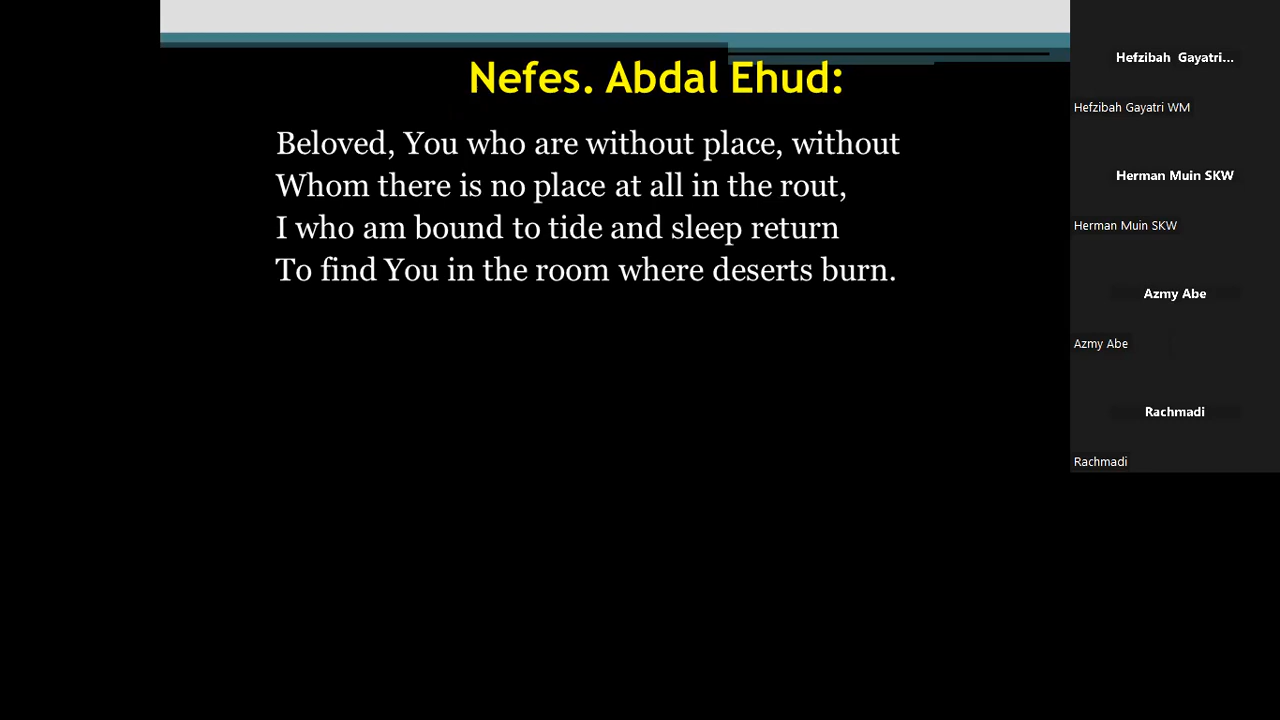 Nefes. Abdal Ehud:
Beloved, You who are without place, without
Whom there is no place at all in the rout,
I who am bound to tide and sleep return
To find You in the room where deserts burn.
Hefzibah Gayatri...
Hefzibah Gayatri WM
Herman Muin SKW
Herman Muin SKW
Azmy Abe
Azmy Abe
Rachmadi
Rachmadi